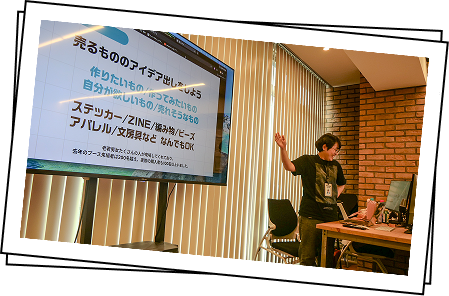 売るもののアイデア出しをしよう
作りたいもの/作ってみたいもの
自分が欲しいもの/売れそうなもの
ステッカー/ZINE/編み物/ビーズ
アパレル/文房具など なんでもOK